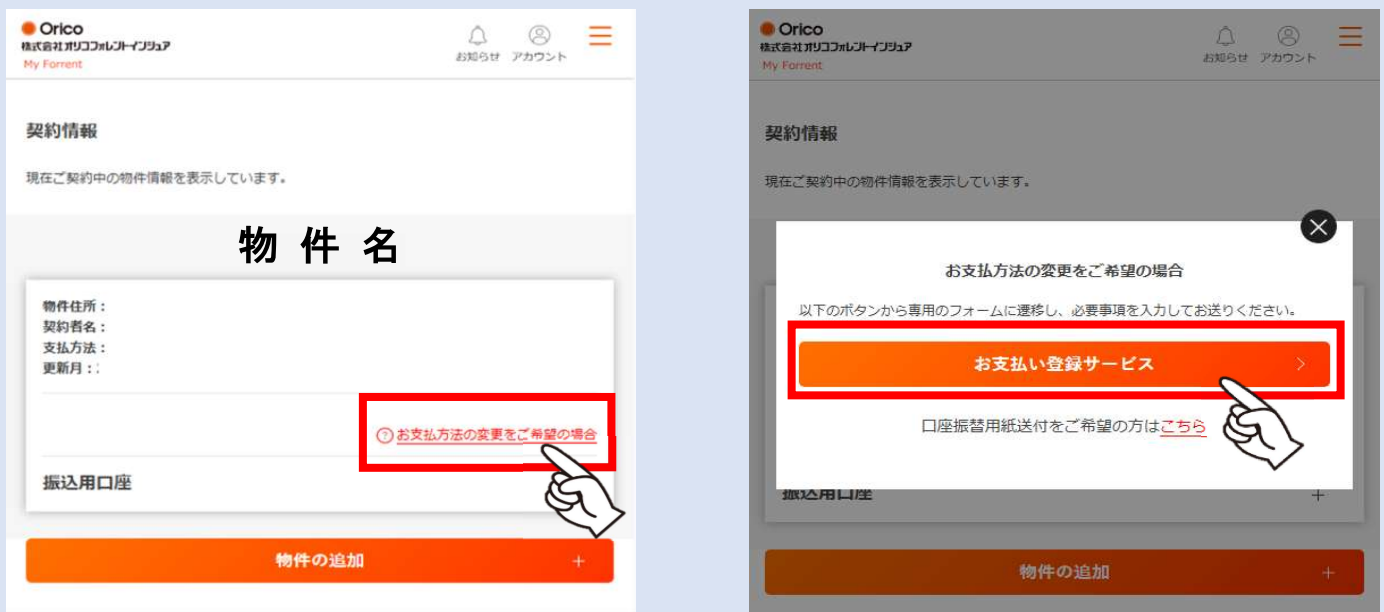 Orico
株式会社オリコフォレントインシュア
My Forrent
お知らせ アカウント
契約情報
現在ご契約中の物件情報を表示しています。
物 件 名
物件住所：
契約者名：
支払方法：
更新月：
? お支払方法の変更をご希望の場合
振込用口座
物件の追加 +
Orico
株式会社オリコフォレントインシュア
My Forrent
お知らせ アカウント
契約情報
現在ご契約中の物件情報を表示しています。
お支払方法の変更をご希望の場合
以下のボタンから専用のフォームに遷移し、必要事項を入力してお送りください。
お支払い登録サービス
口座振替用紙送付をご希望の方はこちら
振込用口座 +
物件の追加 +